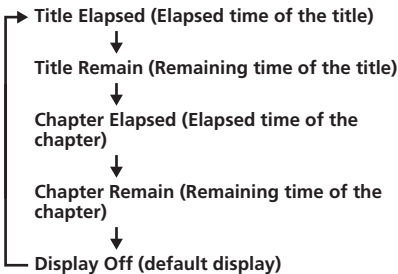 Title Elapsed (Elapsed time of the title)
Title Remain (Remaining time of the title)
Chapter Elapsed (Elapsed time of the
chapter)
Chapter Remain (Remaining time of the
chapter)
Display Off (default display)